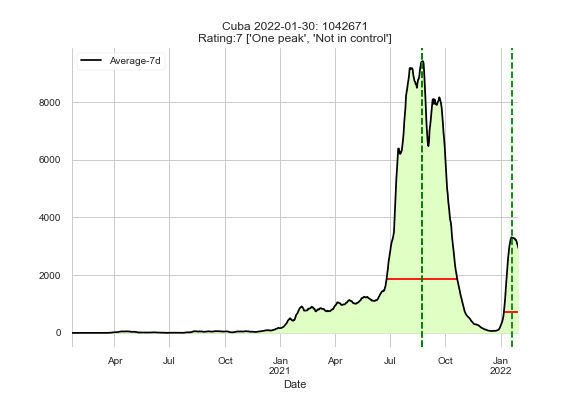 Cuba 2022-01-30: 1042671
Rating:7 ['One peak', 'Not in control']
Average-7d
8000
6000
4000
2000
0
Apr
Jul
Oct
Jan
2021
Apr
Jul
Oct
Jan
2022
Date